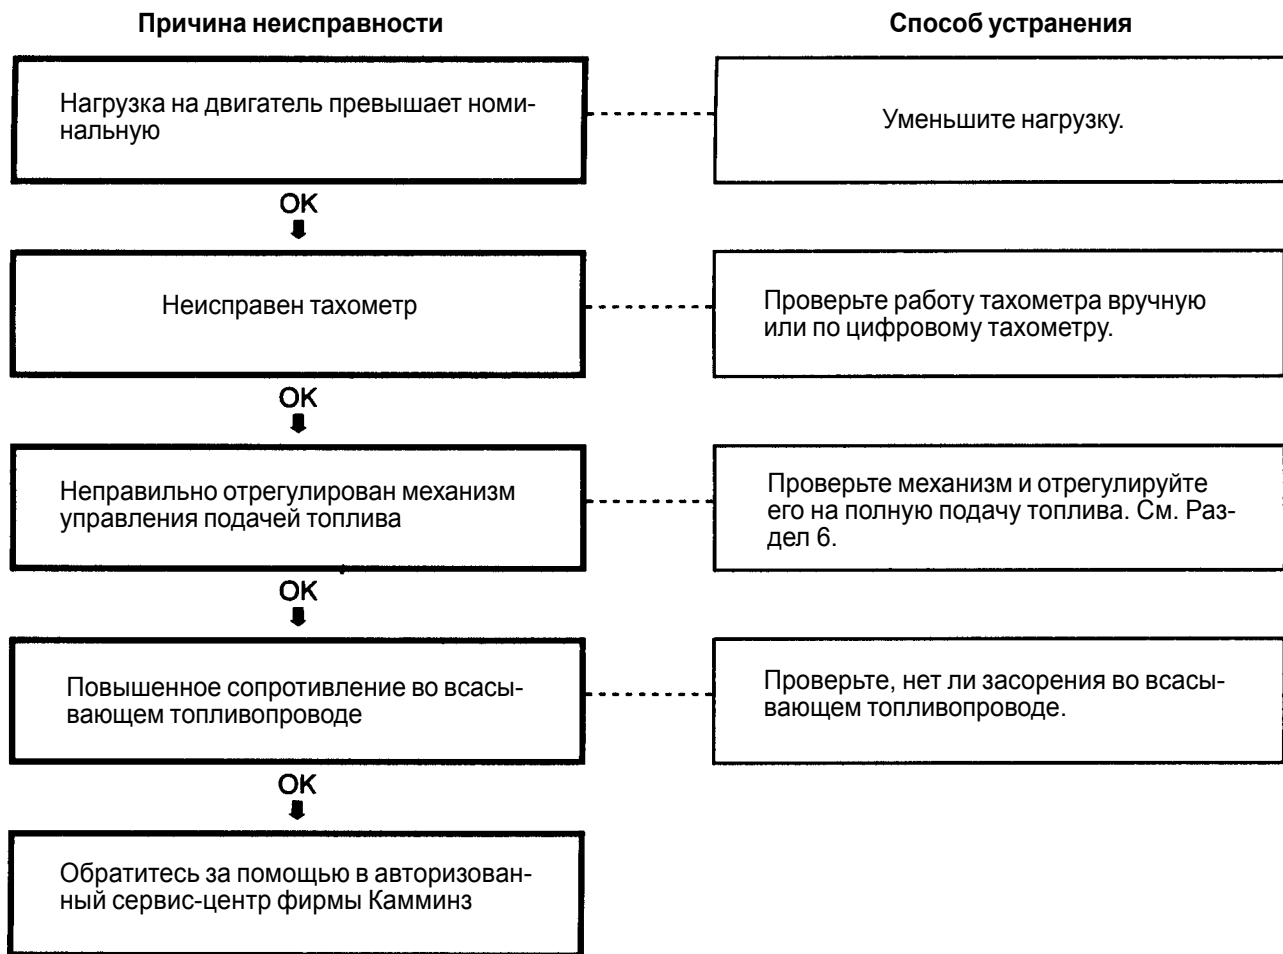 Причина неисправности
Способ устранения
Нагрузка на двигатель превышает номи-
нальную
Уменьшите нагрузку.
OK
Неисправен тахометр
Проверьте работу тахометра вручную
или по цифровому тахометру.
OK
Неправильно отрегулирован механизм
управления подачей топлива
Проверьте механизм и отрегулируйте
его на полную подачу топлива. См. Раз-
дел 6.
OK
Повышенное сопротивление во всасы-
вающем топливопроводе
Проверьте, нет ли засорения во всасы-
вающем топливопроводе.
OK
Обратитесь за помощью в авторизован-
ный сервис-центр фирмы Камминз